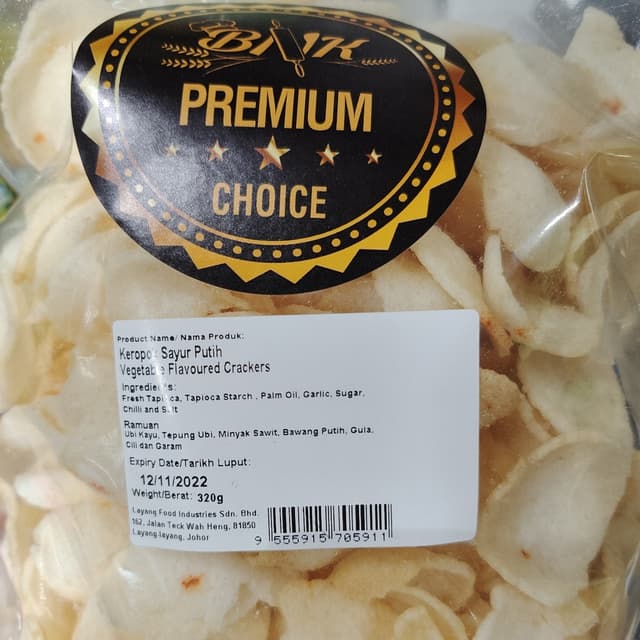 BAKK
PREMIUM
CHOICE
Product Name/ Nama Produk:
Keropok Sayur Putih
Vegetable Flavoured Crackers
Ingredients:
Fresh Tapioca, Tapioca Starch , Palm Oil, Garlic, Sugar,
Chilli and Salt
Ramuan
Ubi Kayu, Tepung Ubi, Minyak Sawit, Bawang Putih, Gula,
Cili dan Garam
Expiry Date/Tarikh Luput:
12/11/2022
Weight/Berat: 320g
Layang Food Industries Sdn. Bhd.
162, Jalan Teck Wah Heng, 81850
Layang-layang, Johor
9 555915 705911